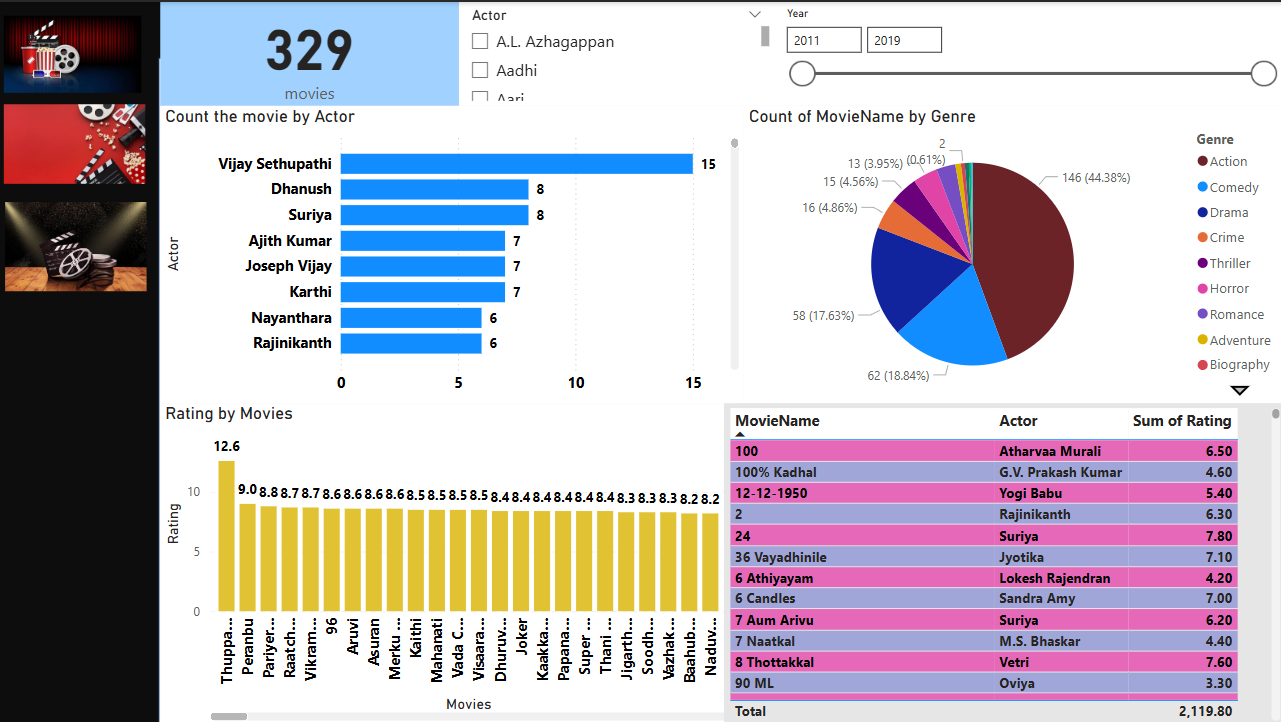 329
movies
Actor
A.L. Azhagappan
Aadhi
Aari
Year
2011 2019
Count the movie by Actor
Actor
Vijay Sethupathi 15
Dhanush 8
Suriya 8
Ajith Kumar 7
Joseph Vijay 7
Karthi 7
Nayanthara 6
Rajinikanth 6
0 5 10 15
Count of MovieName by Genre
2
(0.61%)
13 (3.95%)
15 (4.56%)
16 (4.86%)
58 (17.63%)
62 (18.84%)
146 (44.38%)
Genre
Action
Comedy
Drama
Crime
Thriller
Horror
Romance
Adventure
Biography
Rating by Movies
Rating
10
5
0
12.6 9.0 8.8 8.7 8.7 8.6 8.6 8.6 8.6 8.5 8.5 8.5 8.5 8.4 8.4 8.4 8.4 8.4 8.4 8.3 8.3 8.3 8.2 8.2
Thuppa...
Peranbu
Pariyer...
Raatch...
Vikram...
96
Aruvi
Asuran
Merku ...
Kaithi
Mahanati
Vada C...
Visaara...
Dhuruv...
Joker
Kaakka...
Papana...
Super ...
Thani ...
Jigarth...
Soodh...
Vazhak...
Baahub...
Naduv...
Movies
MovieName Actor Sum of Rating
100 Atharvaa Murali 6.50
100% Kadhal G.V. Prakash Kumar 4.60
12-12-1950 Yogi Babu 5.40
2 Rajinikanth 6.30
24 Suriya 7.80
36 Vayadhinile Jyotika 7.10
6 Athiyayam Lokesh Rajendran 4.20
6 Candles Sandra Amy 7.00
7 Aum Arivu Suriya 6.20
7 Naatkal M.S. Bhaskar 4.40
8 Thottakkal Vetri 7.60
90 ML Oviya 3.30
Total 2,119.80